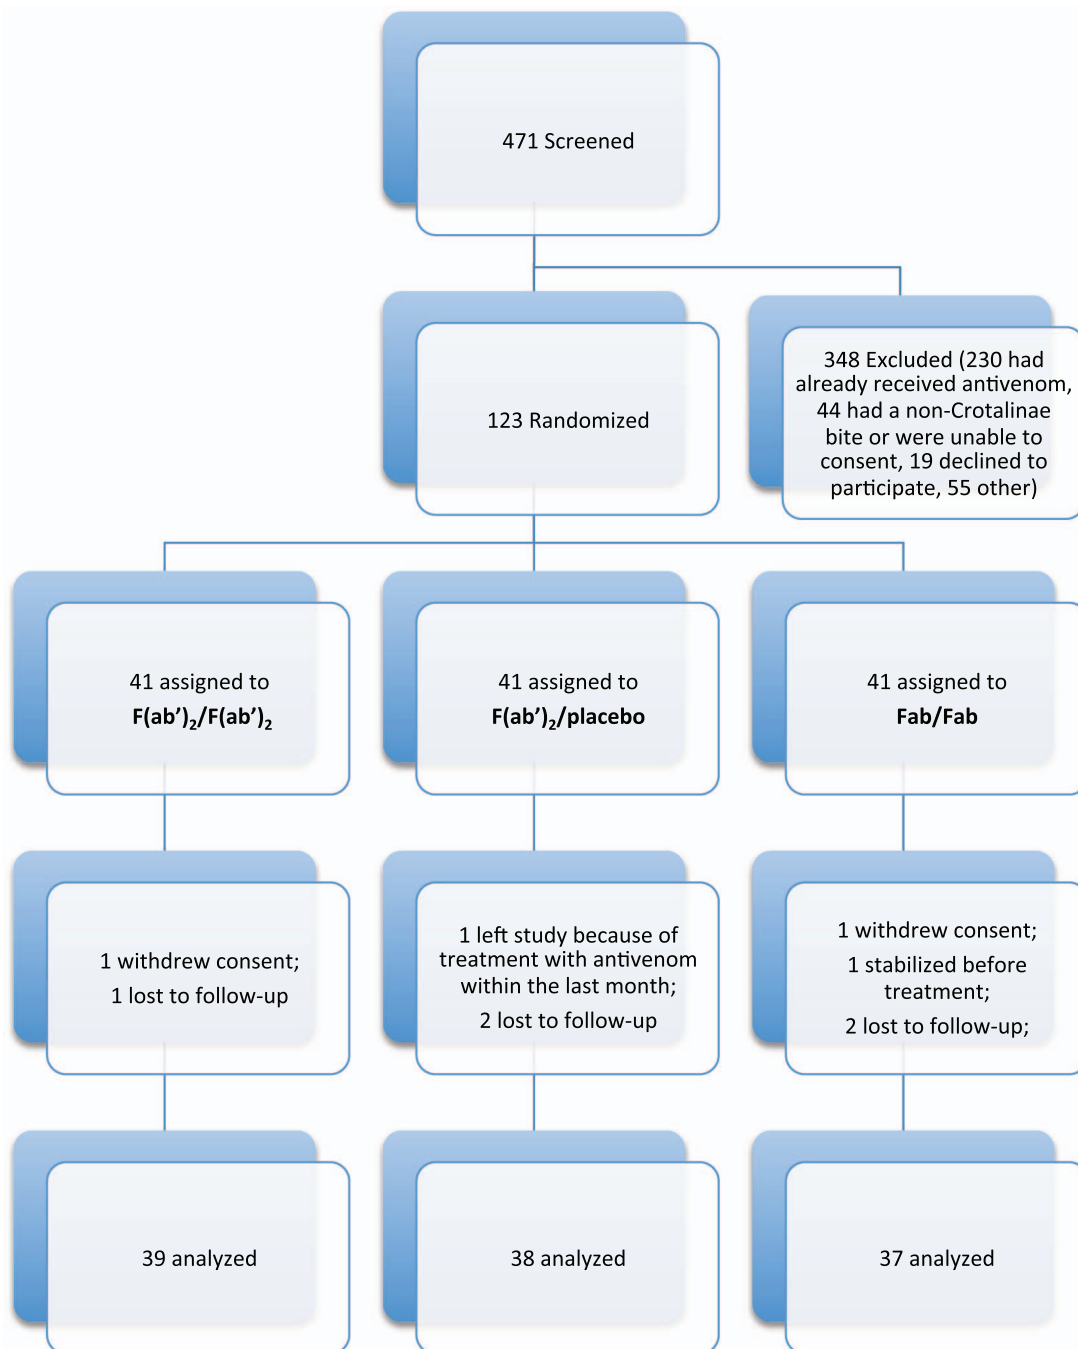 471 Screened
348 Excluded (230 had
already received antivenom,
44 had a non-Crotalinae
bite or were unable to
consent, 19 declined to
participate, 55 other)
123 Randomized
41 assigned to
F(ab’)₂/F(ab’)₂
41 assigned to
F(ab’)₂/placebo
41 assigned to
Fab/Fab
1 withdrew consent;
1 lost to follow-up
1 left study because of
treatment with antivenom
within the last month;
2 lost to follow-up
1 withdrew consent;
1 stabilized before
treatment;
2 lost to follow-up;
39 analyzed
38 analyzed
37 analyzed